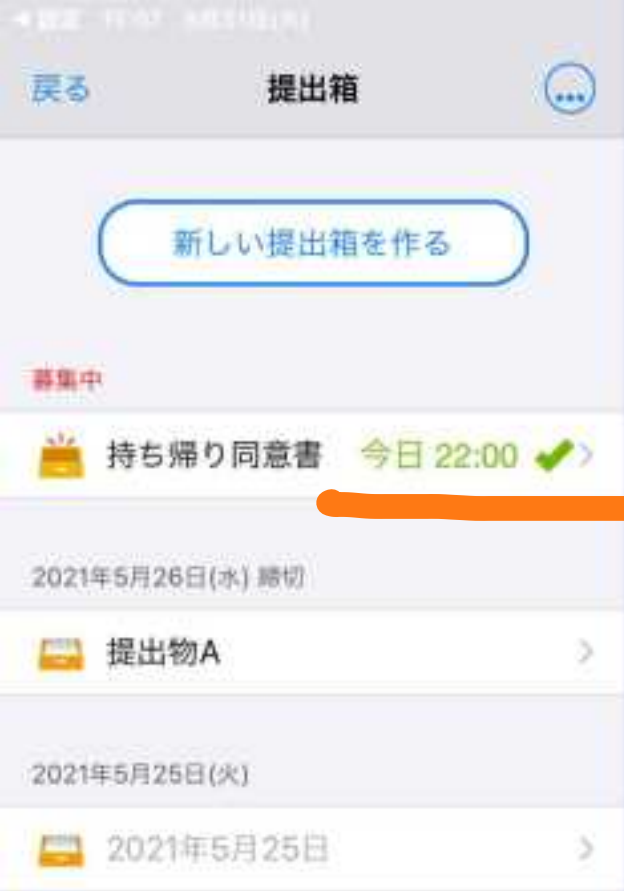 戻る 提出箱
新しい提出箱を作る
募集中
持ち帰り同意書 今日 22:00
2021年5月26日(水) 締切
提出物A
2021年5月25日(火)
2021年5月25日